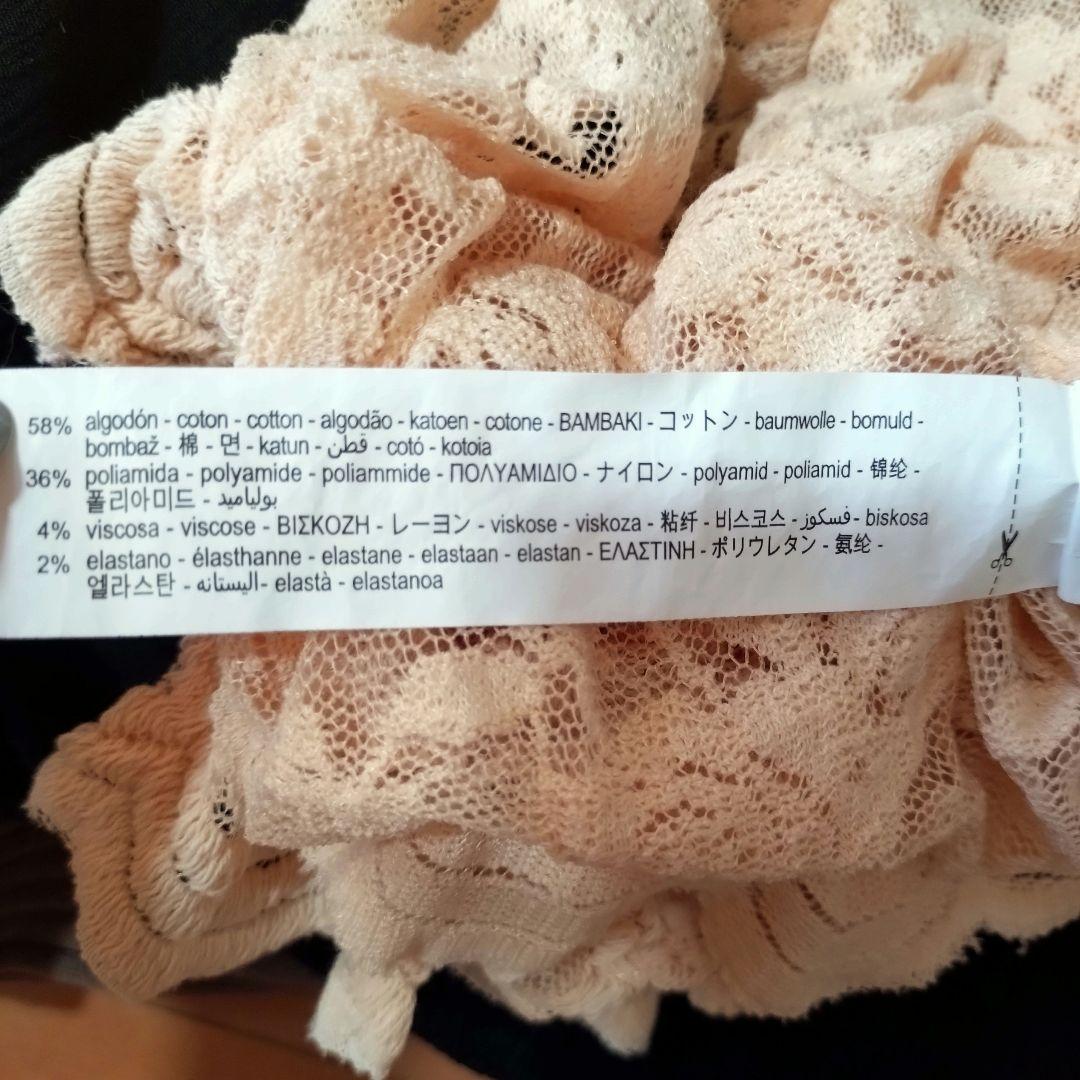 58% algodón - coton - cotton - algodão - katoen - cotone - ΒΑΜΒΑΚΙ - コットン - baumwolle - bomuld -
bombaž - 棉 - 면 - katun - قطن - cotó - kotoia
36% poliamida - polyamide - poliammide - ΠΟΛΥΑΜΙΔΙΟ - ナイロン - polyamid - poliamid - 锦纶 -
폴리아미드 - بولياميد
4% viscosa - viscose - ΒΙΣΚΟΖΗ - レーヨン - viskose - viskoza - 粘纤 - 비스코스 - فسكوز - biskosa
2% elastano - élasthanne - elastane - elastaan - elastan - ΕΛΑΣΤΙΝΗ - ポリウレタン - 氨纶 -
엘라스탄 - اليستانه- elastà - elastanoa